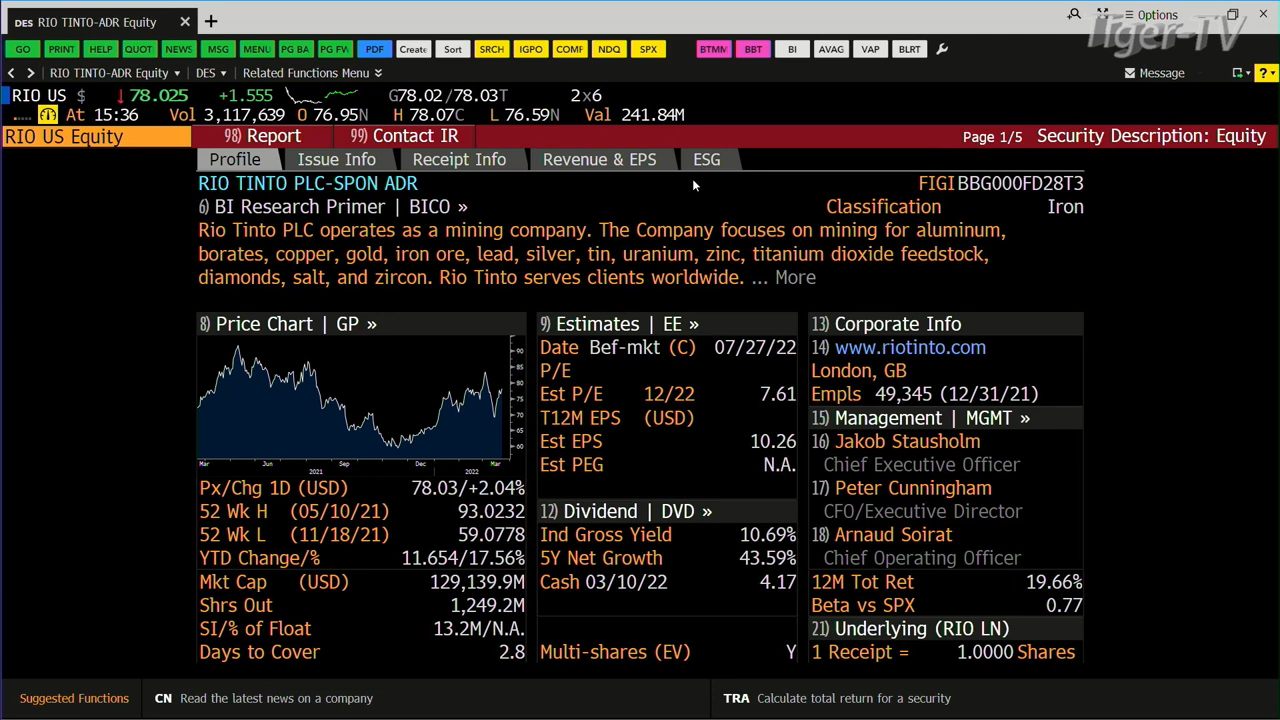 DES RIO TINTO-ADR Equity
Options
Tiger-TV
GO PRINT HELP QUOT NEWS MSG MENU PG BA PG FW PDF Create Sort SRCH IGPO COMF NDQ SPX BTMM BBT BI AVAG VAP BLRT
RIO TINTO-ADR Equity DES Related Functions Menu Message
RIO US $ ↓78.025 +1.555 G78.02/78.03T 2x6
At 15:36 Vol 3,117,639 O 76.95N H 78.07C L 76.59N Val 241.84M
RIO US Equity 98) Report 99) Contact IR Page 1/5 Security Description: Equity
Profile Issue Info Receipt Info Revenue & EPS ESG
RIO TINTO PLC-SPON ADR FIGI BBG000FD28T3
6) BI Research Primer | BICO » Classification Iron
Rio Tinto PLC operates as a mining company. The Company focuses on mining for aluminum,
borates, copper, gold, iron ore, lead, silver, tin, uranium, zinc, titanium dioxide feedstock,
diamonds, salt, and zircon. Rio Tinto serves clients worldwide. ... More
8) Price Chart | GP »
90
85
80
75
70
65
60
Mar Jun Sep Dec Mar
2021 2022
Px/Chg 1D (USD) 78.03/+2.04%
52 Wk H (05/10/21) 93.0232
52 Wk L (11/18/21) 59.0778
YTD Change/% 11.654/17.56%
Mkt Cap (USD) 129,139.9M
Shrs Out 1,249.2M
SI/% of Float 13.2M/N.A.
Days to Cover 2.8
9) Estimates | EE »
Date Bef-mkt (C) 07/27/22
P/E
Est P/E 12/22 7.61
T12M EPS (USD)
Est EPS 10.26
Est PEG N.A.
12) Dividend | DVD »
Ind Gross Yield 10.69%
5Y Net Growth 43.59%
Cash 03/10/22 4.17
Multi-shares (EV) Y
13) Corporate Info
14) www.riotinto.com
London, GB
Empls 49,345 (12/31/21)
15) Management | MGMT »
16) Jakob Stausholm
Chief Executive Officer
17) Peter Cunningham
CFO/Executive Director
18) Arnaud Soirat
Chief Operating Officer
12M Tot Ret 19.66%
Beta vs SPX 0.77
21) Underlying (RIO LN)
1 Receipt = 1.0000 Shares
Suggested Functions CN Read the latest news on a company TRA Calculate total return for a security